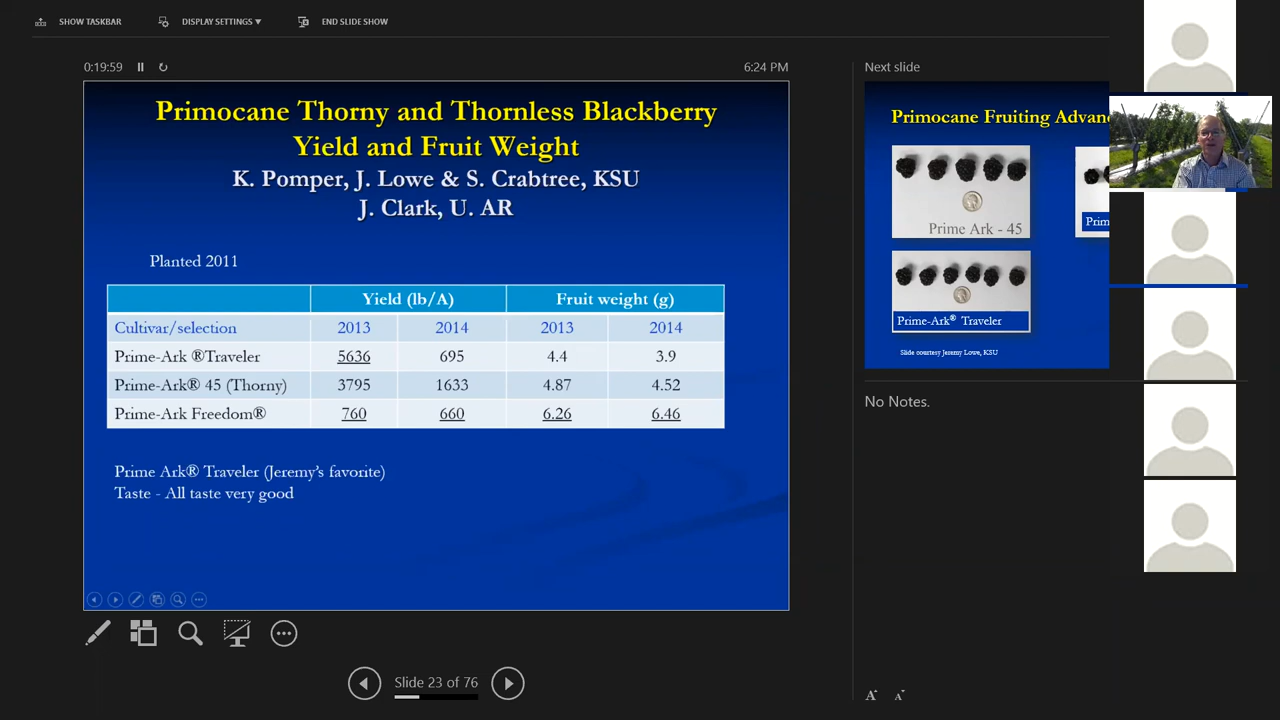 SHOW TASKBAR
DISPLAY SETTINGS ▼
END SLIDE SHOW
0:19:59
6:24 PM
Primocane Thorny and Thornless Blackberry
Yield and Fruit Weight
K. Pomper, J. Lowe & S. Crabtree, KSU
J. Clark, U. AR
Planted 2011
Yield (lb/A) Fruit weight (g)
Cultivar/selection 2013 2014 2013 2014
Prime-Ark ®Traveler 5636 695 4.4 3.9
Prime-Ark® 45 (Thorny) 3795 1633 4.87 4.52
Prime-Ark Freedom® 760 660 6.26 6.46
Prime Ark® Traveler (Jeremy's favorite)
Taste - All taste very good
Slide 23 of 76
Next slide
Primocane Fruiting Advan
Prime Ark - 45
Prim
Prime-Ark® Traveler
Slide courtesy Jeremy Lowe, KSU
No Notes.
A A